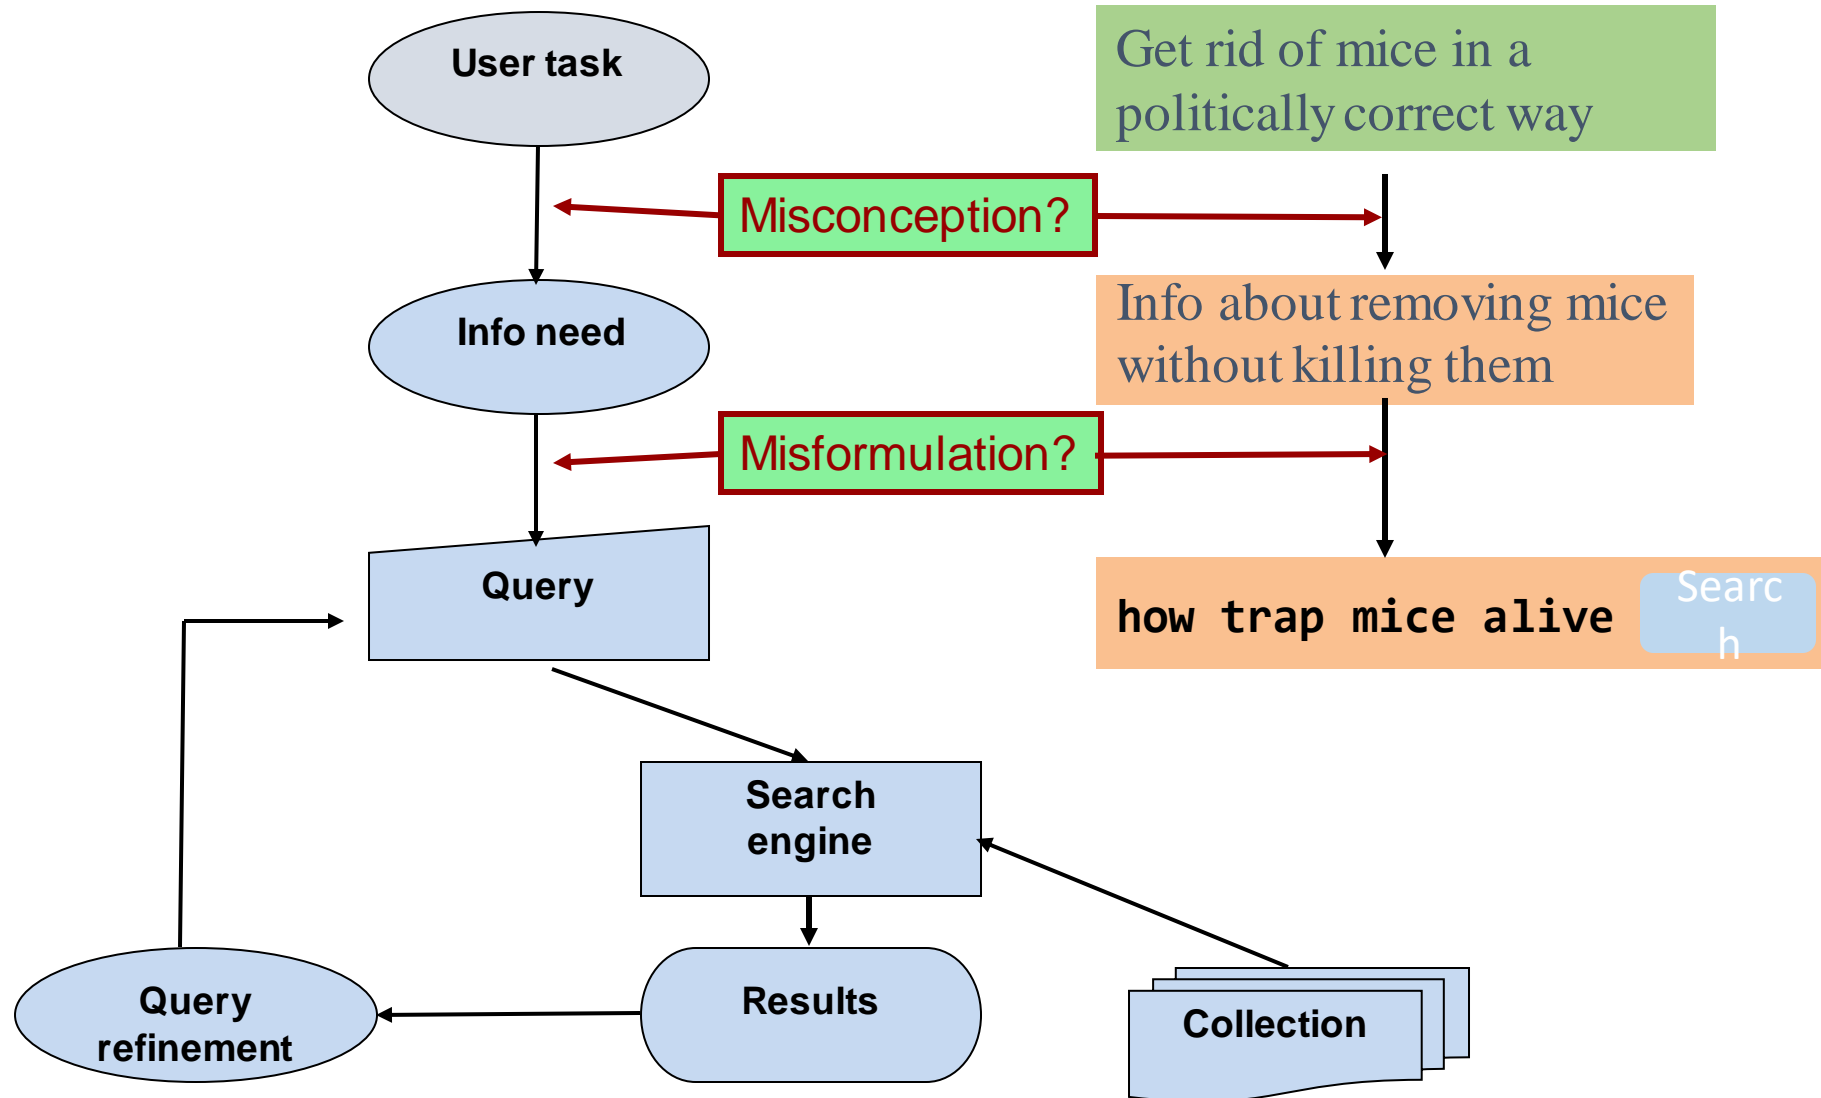 User task
Get rid of mice in a
politically correct way
Misconception?
Info need
Info about removing mice
without killing them
Misformulation?
Query
how trap mice alive
Searc
h
Search
engine
Query
refinement
Results
Collection